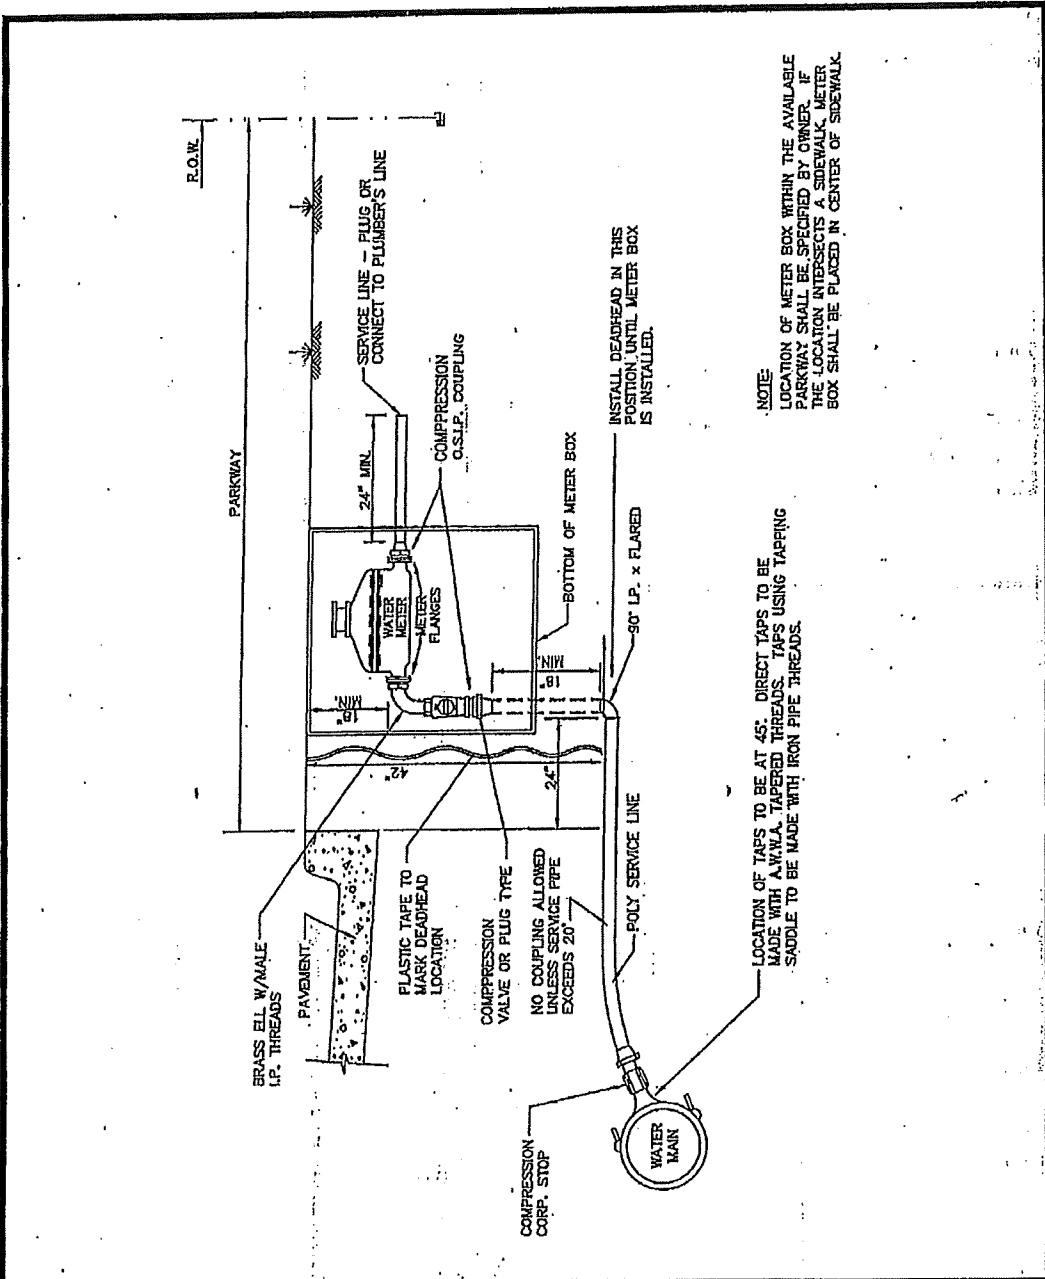 R.O.W.
PARKWAY
SERVICE LINE – PLUG OR
CONNECT TO PLUMBER'S LINE
24" MIN.
COMPPRESSION
O.S.I.P. COUPLING
WATER
METER
METER
FLANGES
18"
MIN.
BRASS ELL W/MALE
I.P. THREADS
PAVEMENT
42"
PLASTIC TAPE TO
MARK DEADHEAD
LOCATION
COMPPRESSION
VALVE OR PLUG TYPE
NO COUPLING ALLOWED
UNLESS SERVICE PIPE
EXCEEDS 20'
24"
18"
MIN.
BOTTOM OF METER BOX
90° I.P. x FLARED
INSTALL DEADHEAD IN THIS
POSITION UNTIL METER BOX
IS INSTALLED.
POLY SERVICE LINE
COMPRESSION
CORP. STOP
WATER
MAIN
LOCATION OF TAPS TO BE AT 45°. DIRECT TAPS TO BE
MADE WITH A.W.W.A. TAPERED THREADS. TAPS USING TAPPING
SADDLE TO BE MADE WITH IRON PIPE THREADS.
NOTE:
LOCATION OF METER BOX WITHIN THE AVAILABLE
PARKWAY SHALL BE SPECIFIED BY OWNER. IF
THE LOCATION INTERSECTS A SIDEWALK, METER
BOX SHALL BE PLACED IN CENTER OF SIDEWALK.